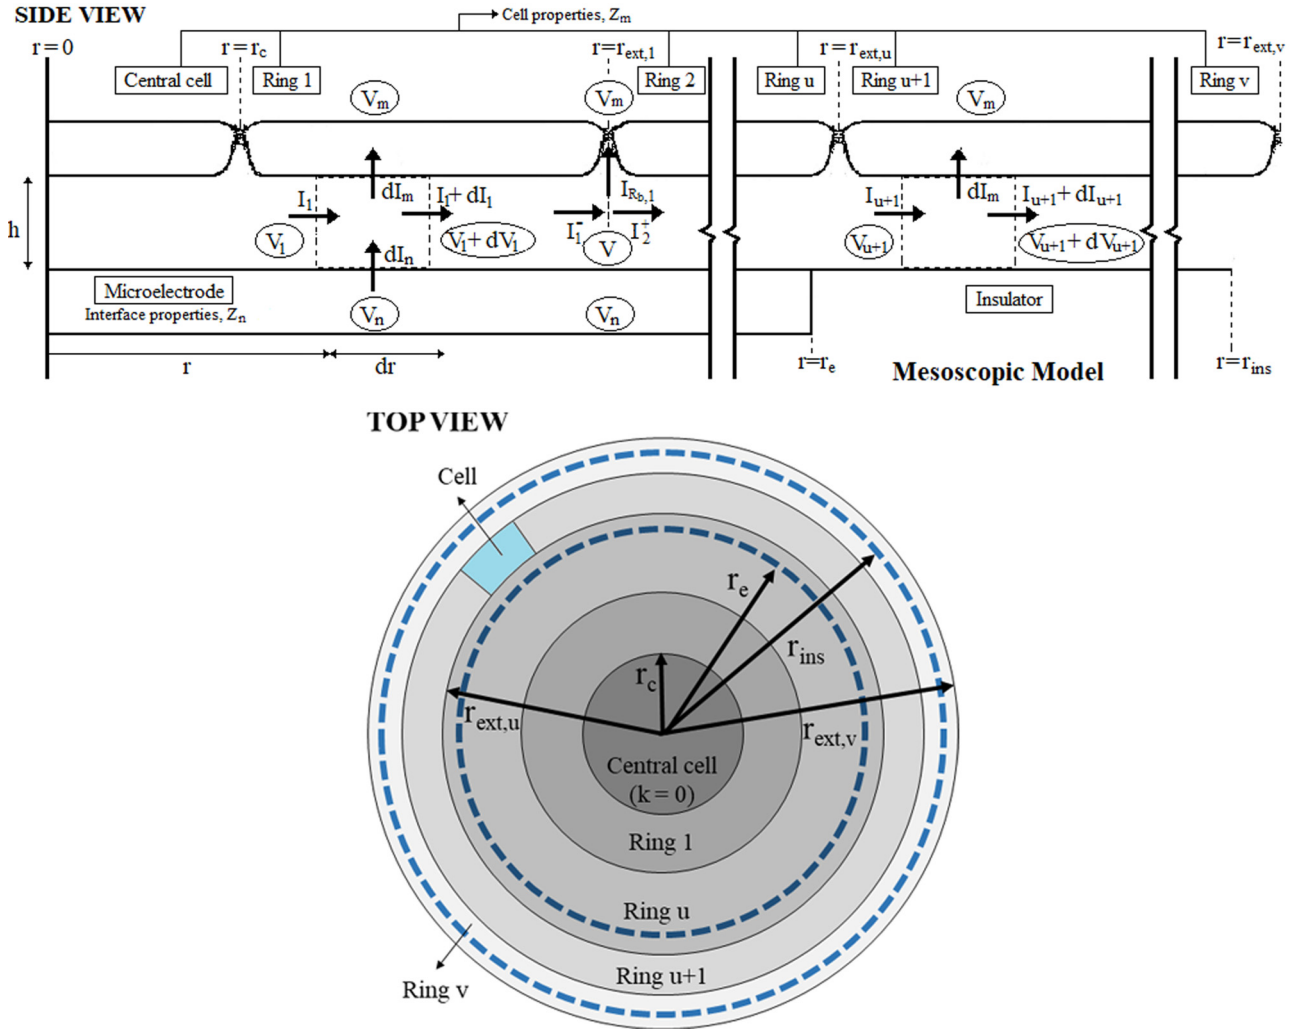 SIDE VIEW
Cell properties, Zm
r = 0
r = rc
r=rext,1
r = rext,u
r=rext,v
Central cell
Ring 1
Vm
Vm
Ring 2
Ring u
Ring u+1
Vm
Ring v
h
I1
dIm
I1+ dI1
IRb,1
Iu+1
dIm
Iu+1 + dIu+1
V1
V1+ dV1
I1-
V
I2+
Vu+1
Vu+1 + dVu+1
dIn
Microelectrode
Interface properties, Zn
Vn
Vn
Insulator
r
dr
r=re
Mesoscopic Model
r=rins
TOP VIEW
Cell
re
rins
rc
rext,u
rext,v
Central cell
(k = 0)
Ring 1
Ring u
Ring u+1
Ring v